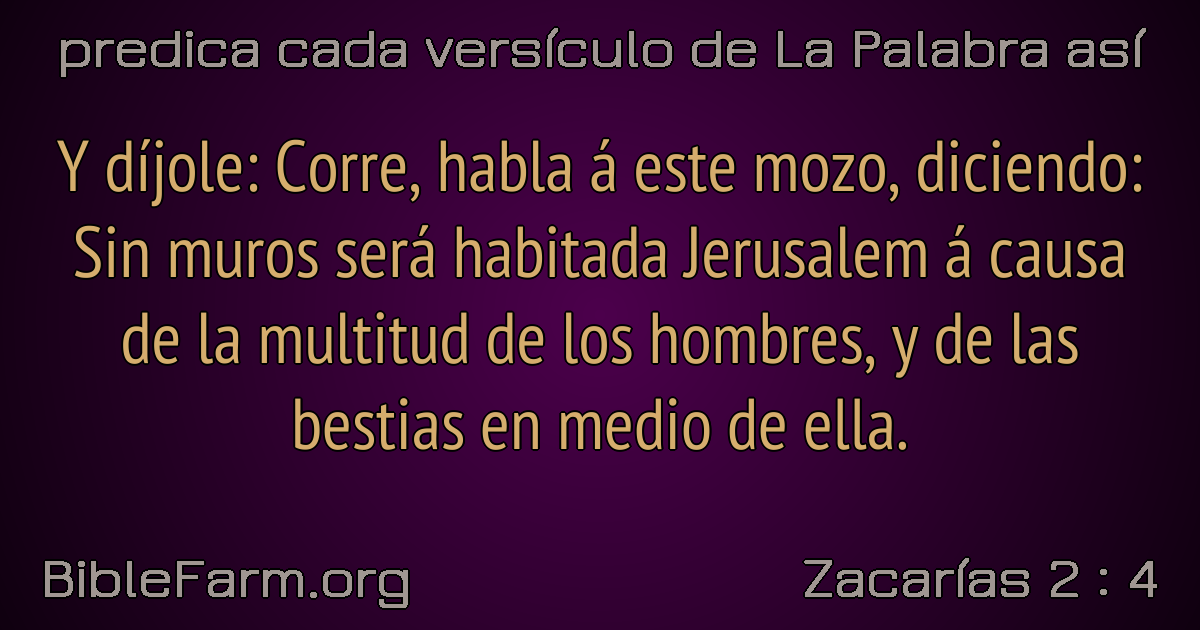 predica cada versículo de La Palabra así
Y díjole: Corre, habla á este mozo, diciendo:
Sin muros será habitada Jerusalem á causa
de la multitud de los hombres, y de las
bestias en medio de ella.
BibleFarm.org
Zacarías 2 : 4